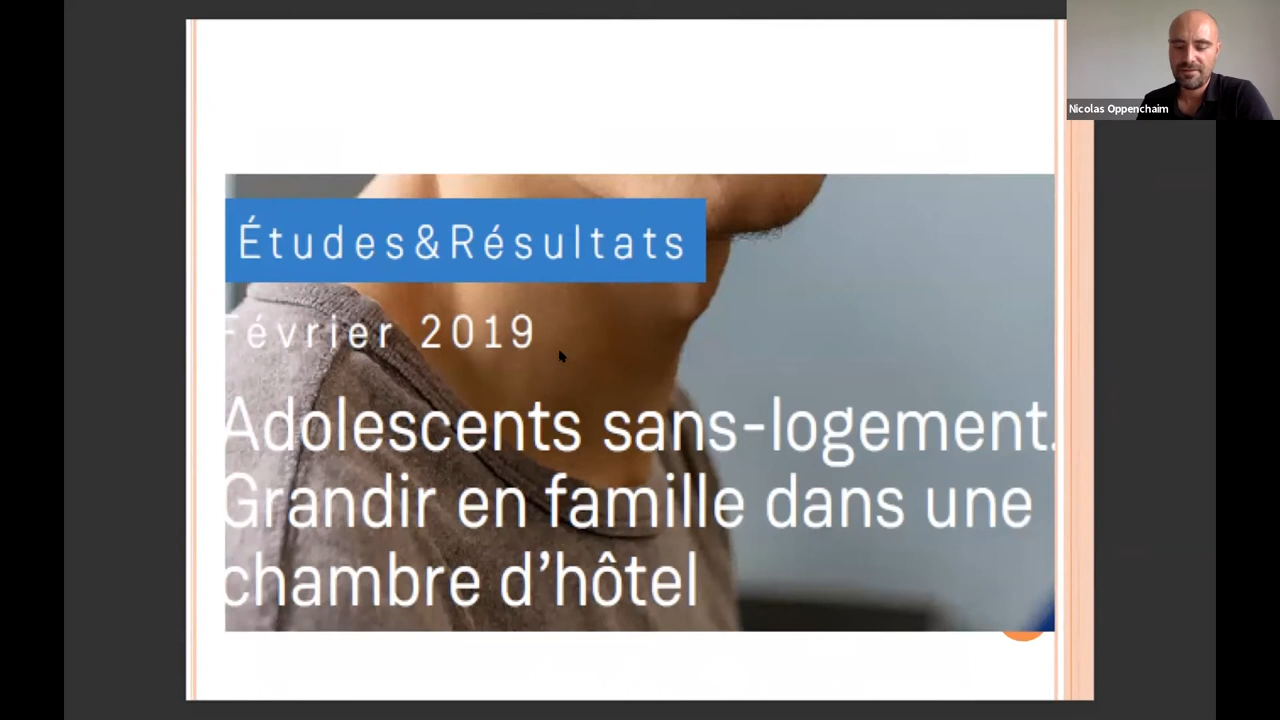 Nicolas Oppenchaim
Études&Résultats
Février 2019
Adolescents sans-logement.
Grandir en famille dans une
chambre d’hôtel